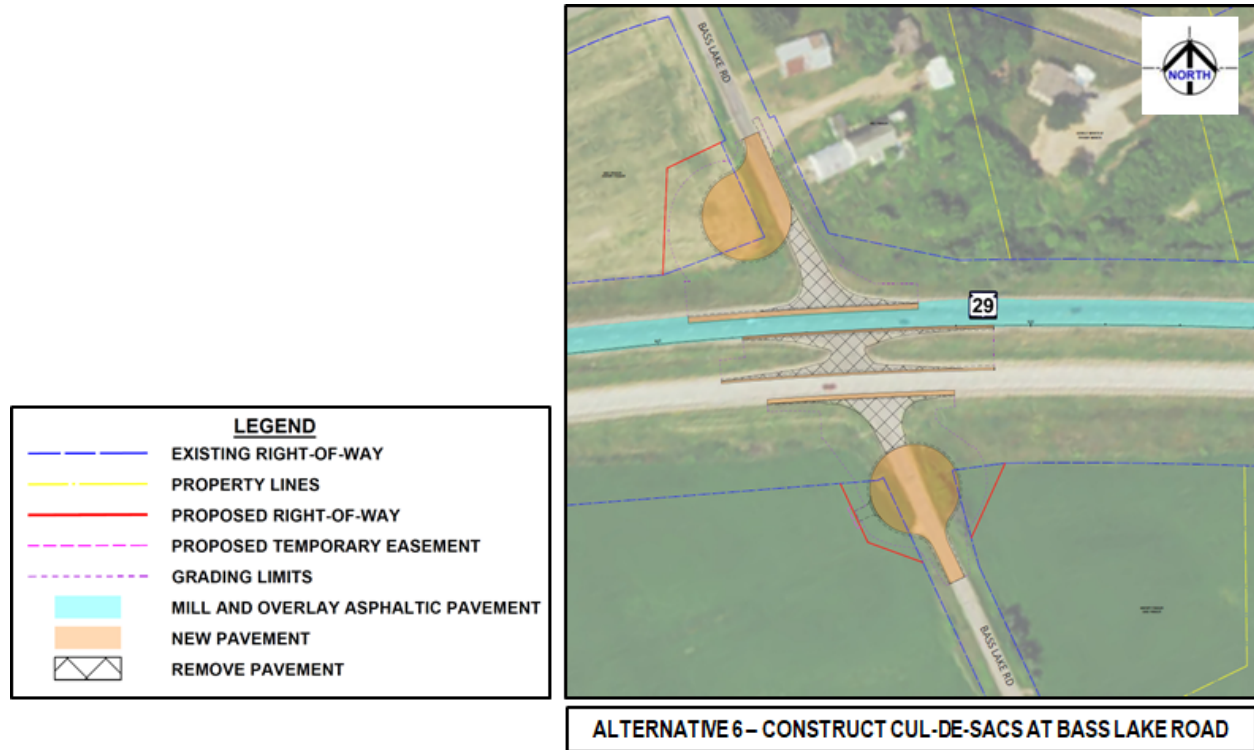 BASS LAKE RD
NORTH
29
LEGEND
EXISTING RIGHT-OF-WAY
PROPERTY LINES
PROPOSED RIGHT-OF-WAY
PROPOSED TEMPORARY EASEMENT
GRADING LIMITS
MILL AND OVERLAY ASPHALTIC PAVEMENT
NEW PAVEMENT
REMOVE PAVEMENT
BASS LAKE RD
ALTERNATIVE 6 – CONSTRUCT CUL-DE-SACS AT BASS LAKE ROAD